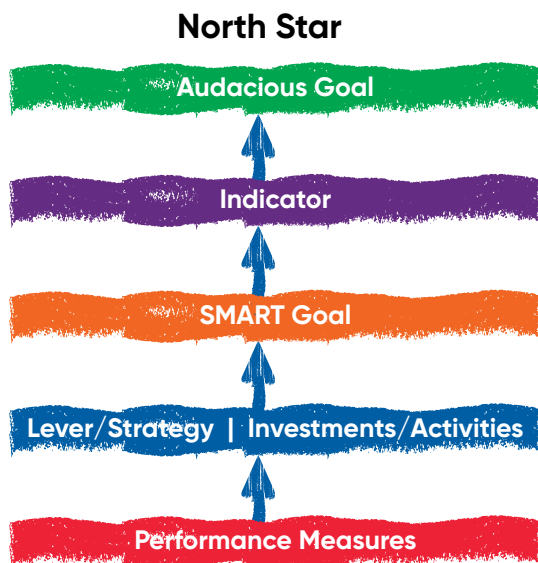 North Star
Audacious Goal
Indicator
SMART Goal
Lever/Strategy | Investments/Activities
Performance Measures